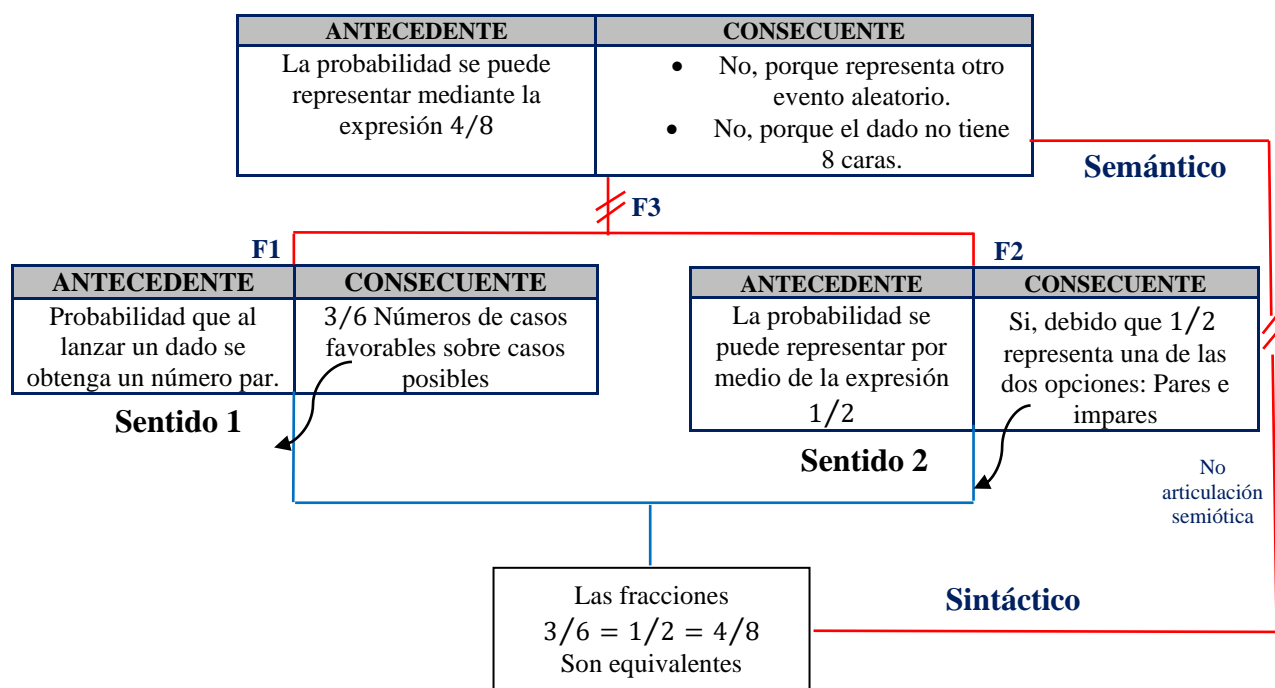 ANTECEDENTE
CONSECUENTE
La probabilidad se puede
representar mediante la
expresión 4/8
• No, porque representa otro
evento aleatorio.
• No, porque el dado no tiene
8 caras.
Semántico
F3
F1
F2
ANTECEDENTE
CONSECUENTE
Probabilidad que al
lanzar un dado se
obtenga un número par.
3/6 Números de casos
favorables sobre casos
posibles
Sentido 1
ANTECEDENTE
CONSECUENTE
La probabilidad se
puede representar por
medio de la expresión
1/2
Si, debido que 1/2
representa una de las
dos opciones: Pares e
impares
Sentido 2
No
articulación
semiótica
Las fracciones
3/6 = 1/2 = 4/8
Son equivalentes
Sintáctico